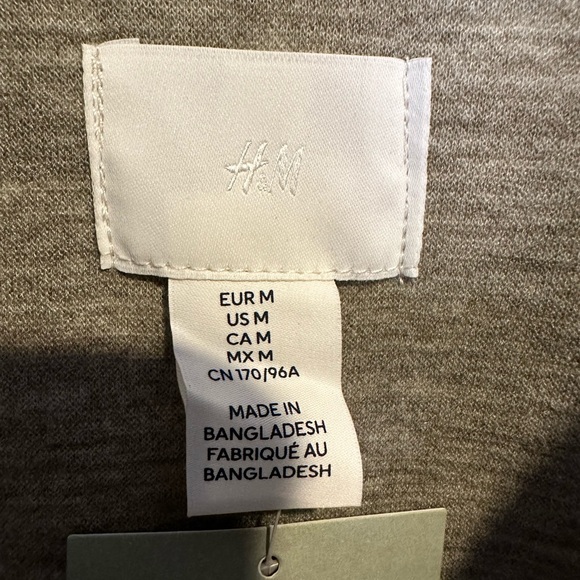 H&M
EUR M
US M
CA M
MX M
CN 170/96A
MADE IN
BANGLADESH
FABRIQUÉ AU
BANGLADESH